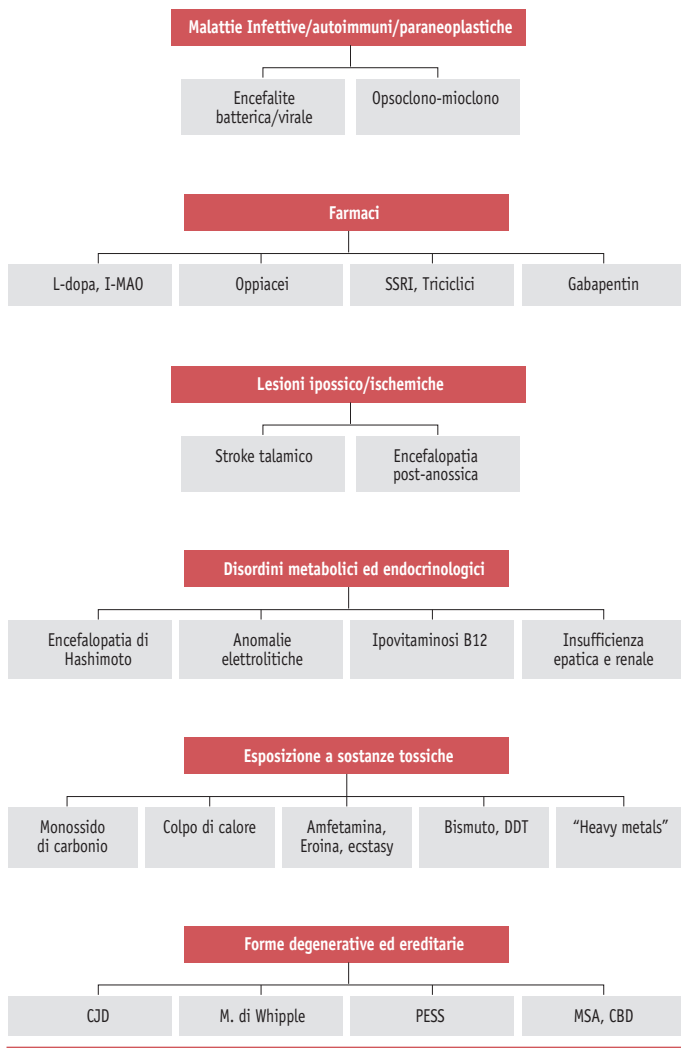 Malattie Infettive/autoimmuni/paraneoplastiche
Encefalite
batterica/virale
Opsoclono-mioclono
Farmaci
L-dopa, I-MAO
Oppiacei
SSRI, Triciclici
Gabapentin
Lesioni ipossico/ischemiche
Stroke talamico
Encefalopatia
post-anossica
Disordini metabolici ed endocrinologici
Encefalopatia di
Hashimoto
Anomalie
elettrolitiche
Ipovitaminosi B12
Insufficienza
epatica e renale
Esposizione a sostanze tossiche
Monossido
di carbonio
Colpo di calore
Amfetamina,
Eroina, ecstasy
Bismuto, DDT
“Heavy metals”
Forme degenerative ed ereditarie
CJD
M. di Whipple
PESS
MSA, CBD